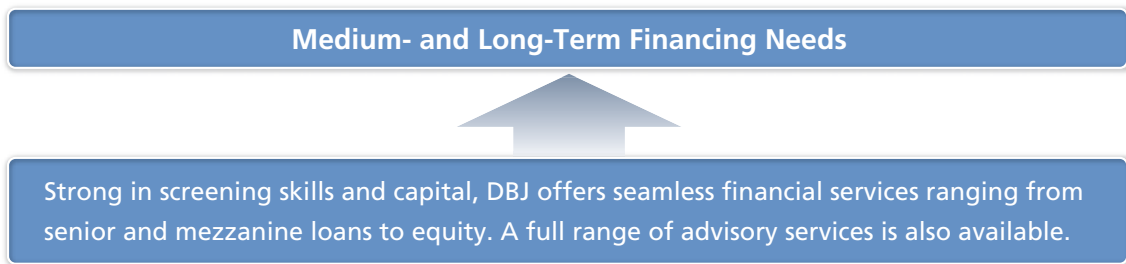 Medium- and Long-Term Financing Needs
Strong in screening skills and capital, DBJ offers seamless financial services ranging from
senior and mezzanine loans to equity. A full range of advisory services is also available.